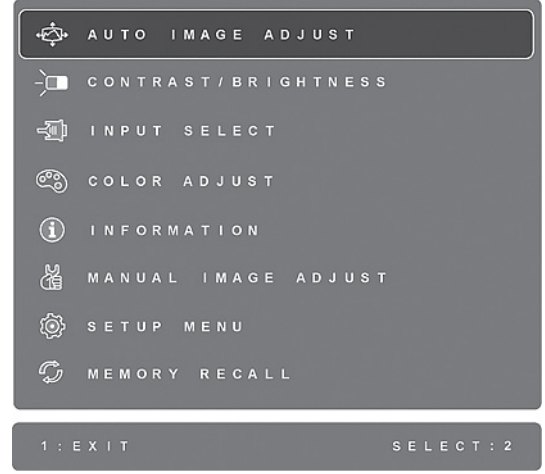 AUTO IMAGE ADJUST
CONTRAST/BRIGHTNESS
INPUT SELECT
COLOR ADJUST
INFORMATION
MANUAL IMAGE ADJUST
SETUP MENU
MEMORY RECALL
1:EXIT SELECT:2